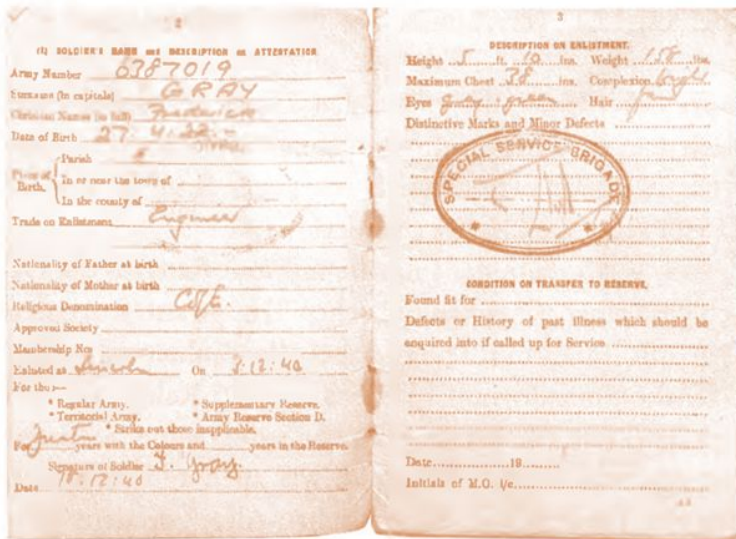 2
(1) SOLDIER'S NAME and DESCRIPTION on ATTESTATION.
Army Number 6387019
Surname (in capitals) GRAY
Christian Names (in full) Frederick
Date of Birth 27.4.22
Place of Birth.
Parish
In or near the town of
In the county of
Trade on Enlistment Engineer
Nationality of Father at birth
Nationality of Mother at birth
Religious Denomination C of E.
Approved Society
Membership No
Enlisted at Lincoln On 5.12.40
For the :—
* Regular Army. * Supplementary Reserve.
* Territorial Army. * Army Reserve Section D.
* Strike out those inapplicable.
For years with the Colours and years in the Reserve.
Signature of Soldier F. Gray.
Date 12.40
3
DESCRIPTION ON ENLISTMENT.
Height 5 ft. 10 ins. Weight 158 lbs.
Maximum Chest 38 ins. Complexion
Eyes green Hair
Distinctive Marks and Minor Defects
SPECIAL SERVICE BRIGADE
CONDITION ON TRANSFER TO RESERVE.
Found fit for
Defects or History of past illness which should be
enquired into if called up for Service
Date 19
Initials of M.O. i/c